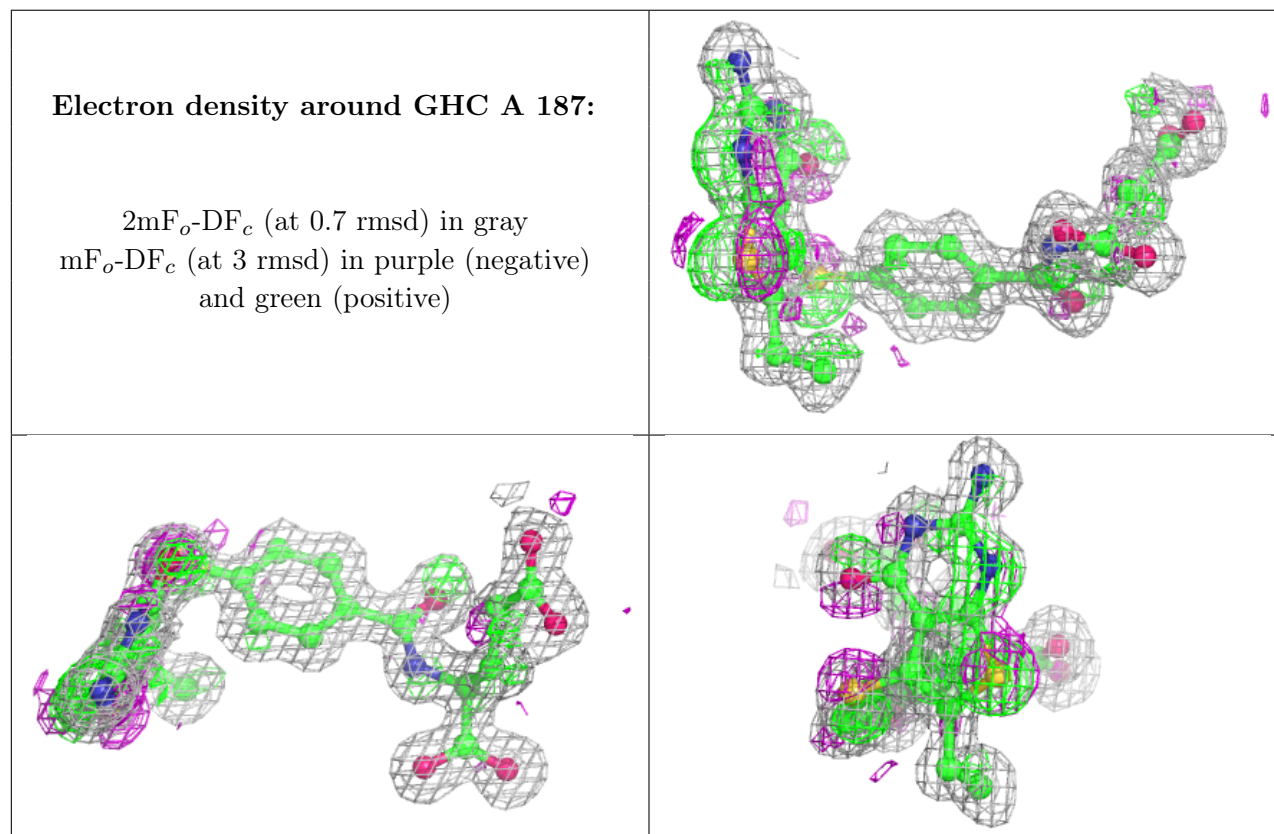 Electron density around GHC A 187:
2mFo-DFc (at 0.7 rmsd) in gray
mFo-DFc (at 3 rmsd) in purple (negative)
and green (positive)